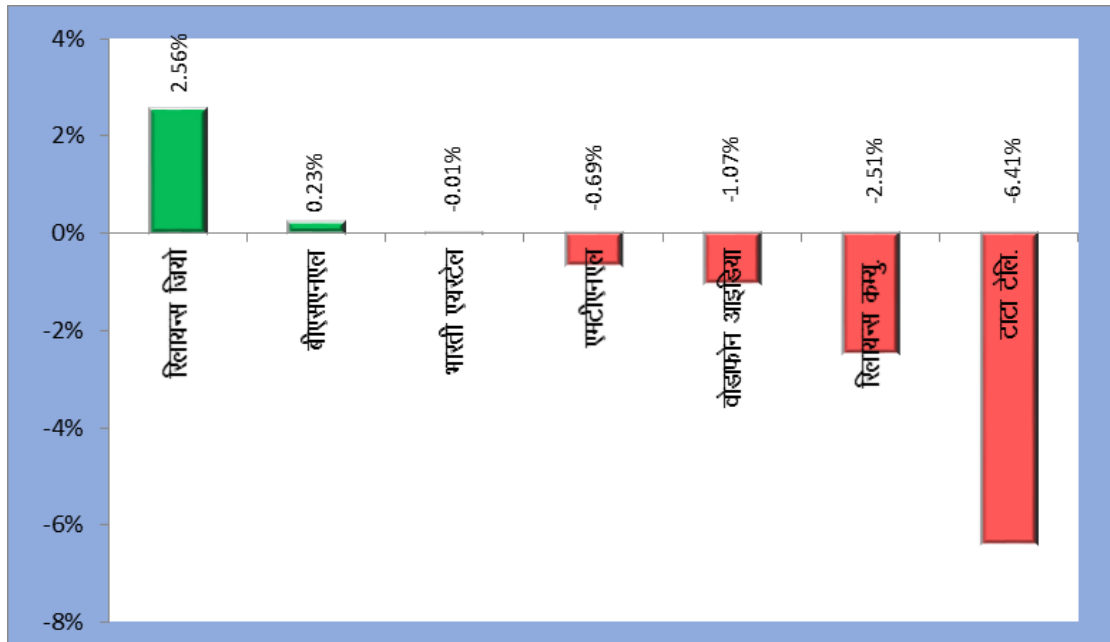 4%
2%
0%
-2%
-4%
-6%
-8%
2.56%
0.23%
-0.01%
-0.69%
-1.07%
-2.51%
-6.41%
रिलायन्स जियो
बीएसएनएल
भारती एयरटेल
एमटीएनएल
वोडाफोन आइडिया
रिलायन्स कम्यु.
टाटा टेलि.